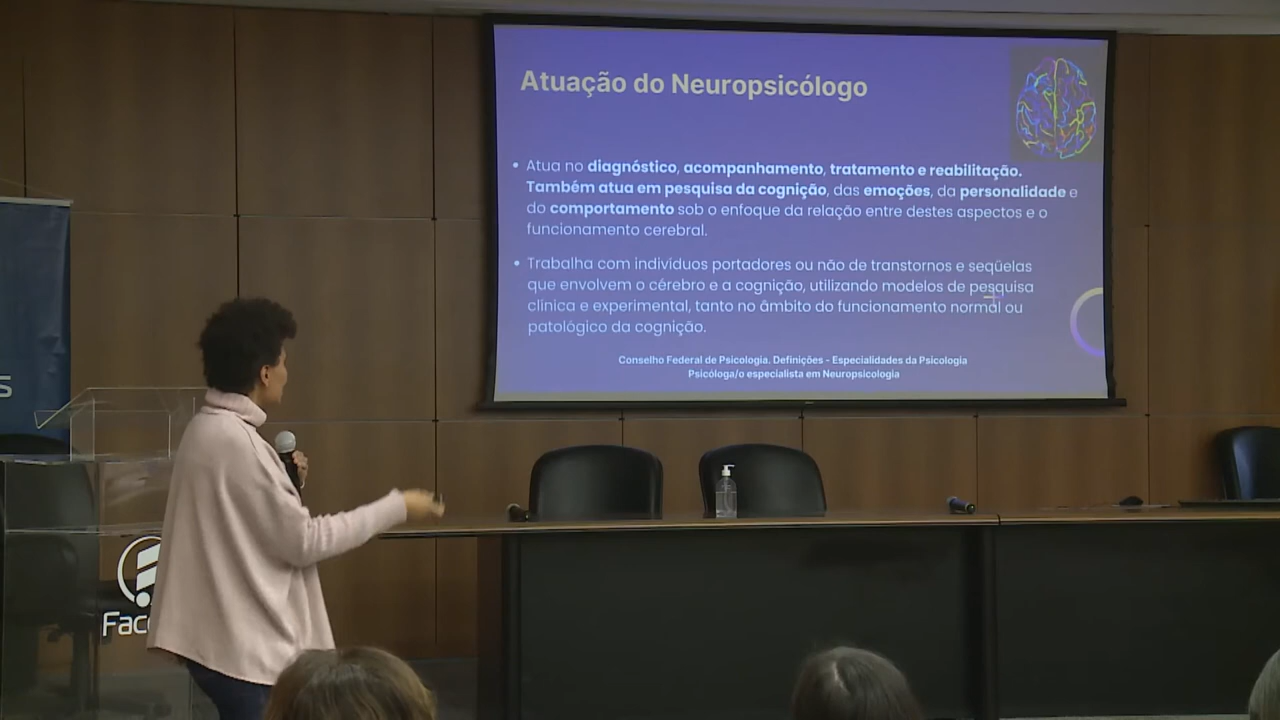 Atuação do Neuropsicólogo
• Atua no diagnóstico, acompanhamento, tratamento e reabilitação.
Também atua em pesquisa da cognição, das emoções, da personalidade e
do comportamento sob o enfoque da relação entre destes aspectos e o
funcionamento cerebral.
• Trabalha com indivíduos portadores ou não de transtornos e seqüelas
que envolvem o cérebro e a cognição, utilizando modelos de pesquisa
clínica e experimental, tanto no âmbito do funcionamento normal ou
patológico da cognição.
Conselho Federal de Psicologia. Definições - Especialidades da Psicologia
Psicóloga/o especialista em Neuropsicologia